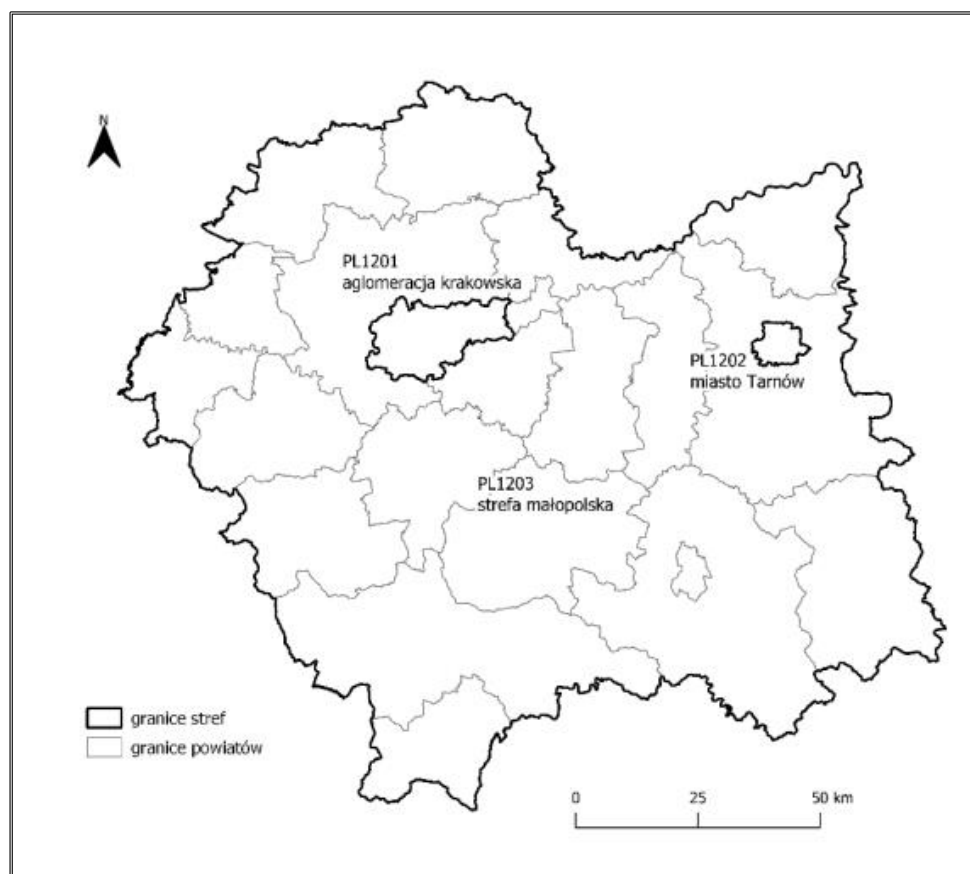 N
PL1201
aglomeracja krakowska
PL1202
miasto Tarnów
PL1203
strefa małopolska
granice stref
granice powiatów
0 25 50 km